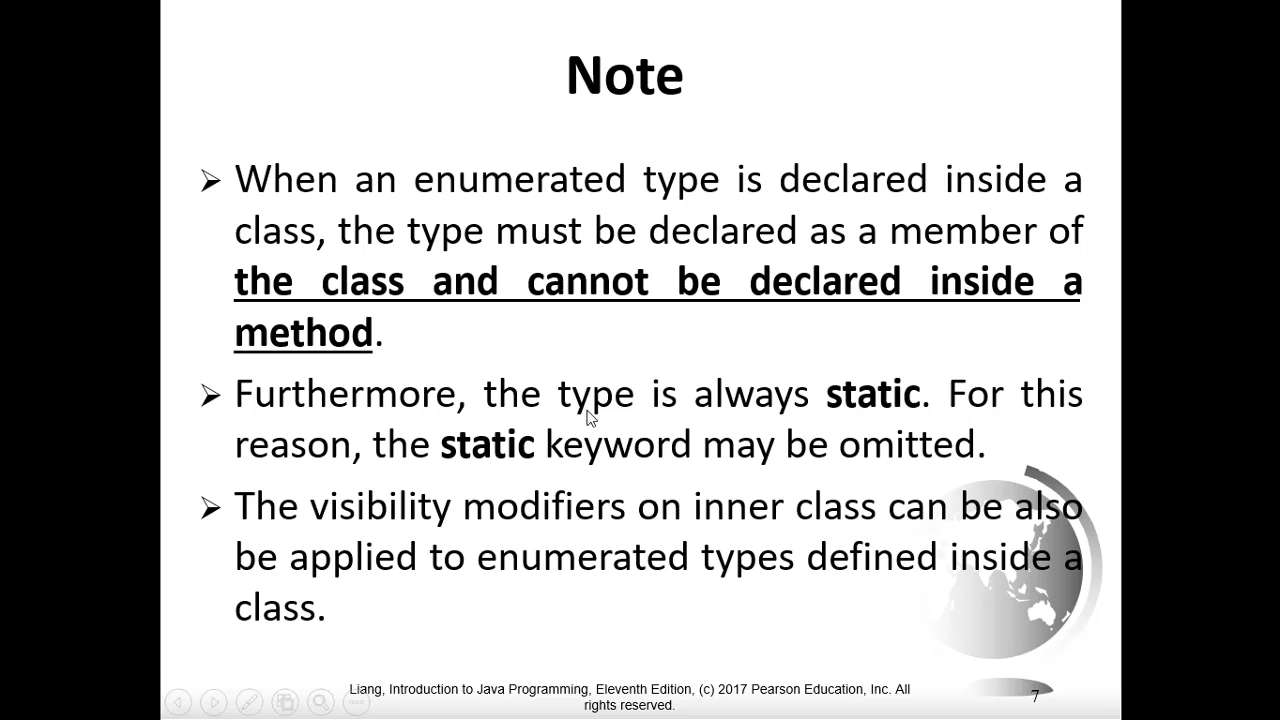 Note
➢ When an enumerated type is declared inside a
class, the type must be declared as a member of
the class and cannot be declared inside a
method.
➢ Furthermore, the type is always static. For this
reason, the static keyword may be omitted.
➢ The visibility modifiers on inner class can be also
be applied to enumerated types defined inside a
class.
Liang, Introduction to Java Programming, Eleventh Edition, (c) 2017 Pearson Education, Inc. All
rights reserved.
7